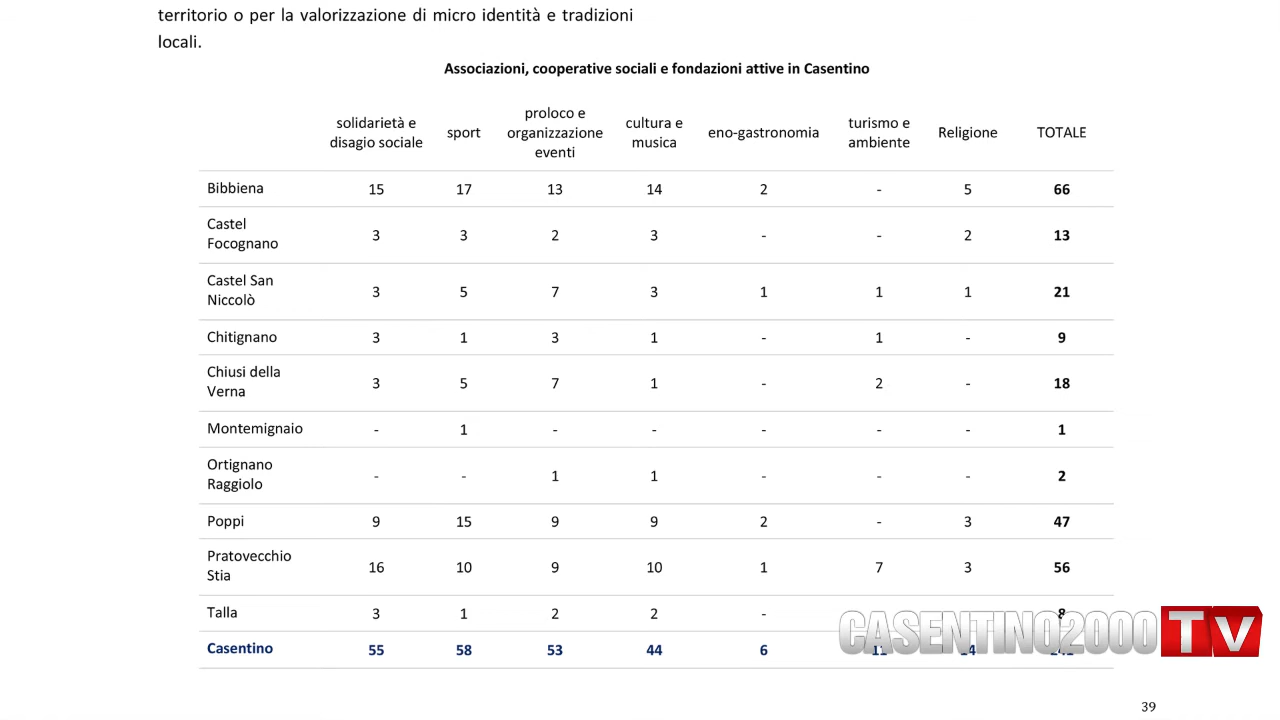 territorio o per la valorizzazione di micro identità e tradizioni
locali.
Associazioni, cooperative sociali e fondazioni attive in Casentino
solidarietà e disagio sociale sport proloco e organizzazione eventi cultura e musica eno-gastronomia turismo e ambiente Religione TOTALE
Bibbiena 15 17 13 14 2 - 5 66
Castel Focognano 3 3 2 3 - - 2 13
Castel San Niccolò 3 5 7 3 1 1 1 21
Chitignano 3 1 3 1 - 1 - 9
Chiusi della Verna 3 5 7 1 - 2 - 18
Montemignaio - 1 - - - - - 1
Ortignano Raggiolo - - 1 1 - - - 2
Poppi 9 15 9 9 2 - 3 47
Pratovecchio Stia 16 10 9 10 1 7 3 56
Talla 3 1 2 2 - 8
Casentino 55 58 53 44 6 11 14
CASENTINO2000 TV
39